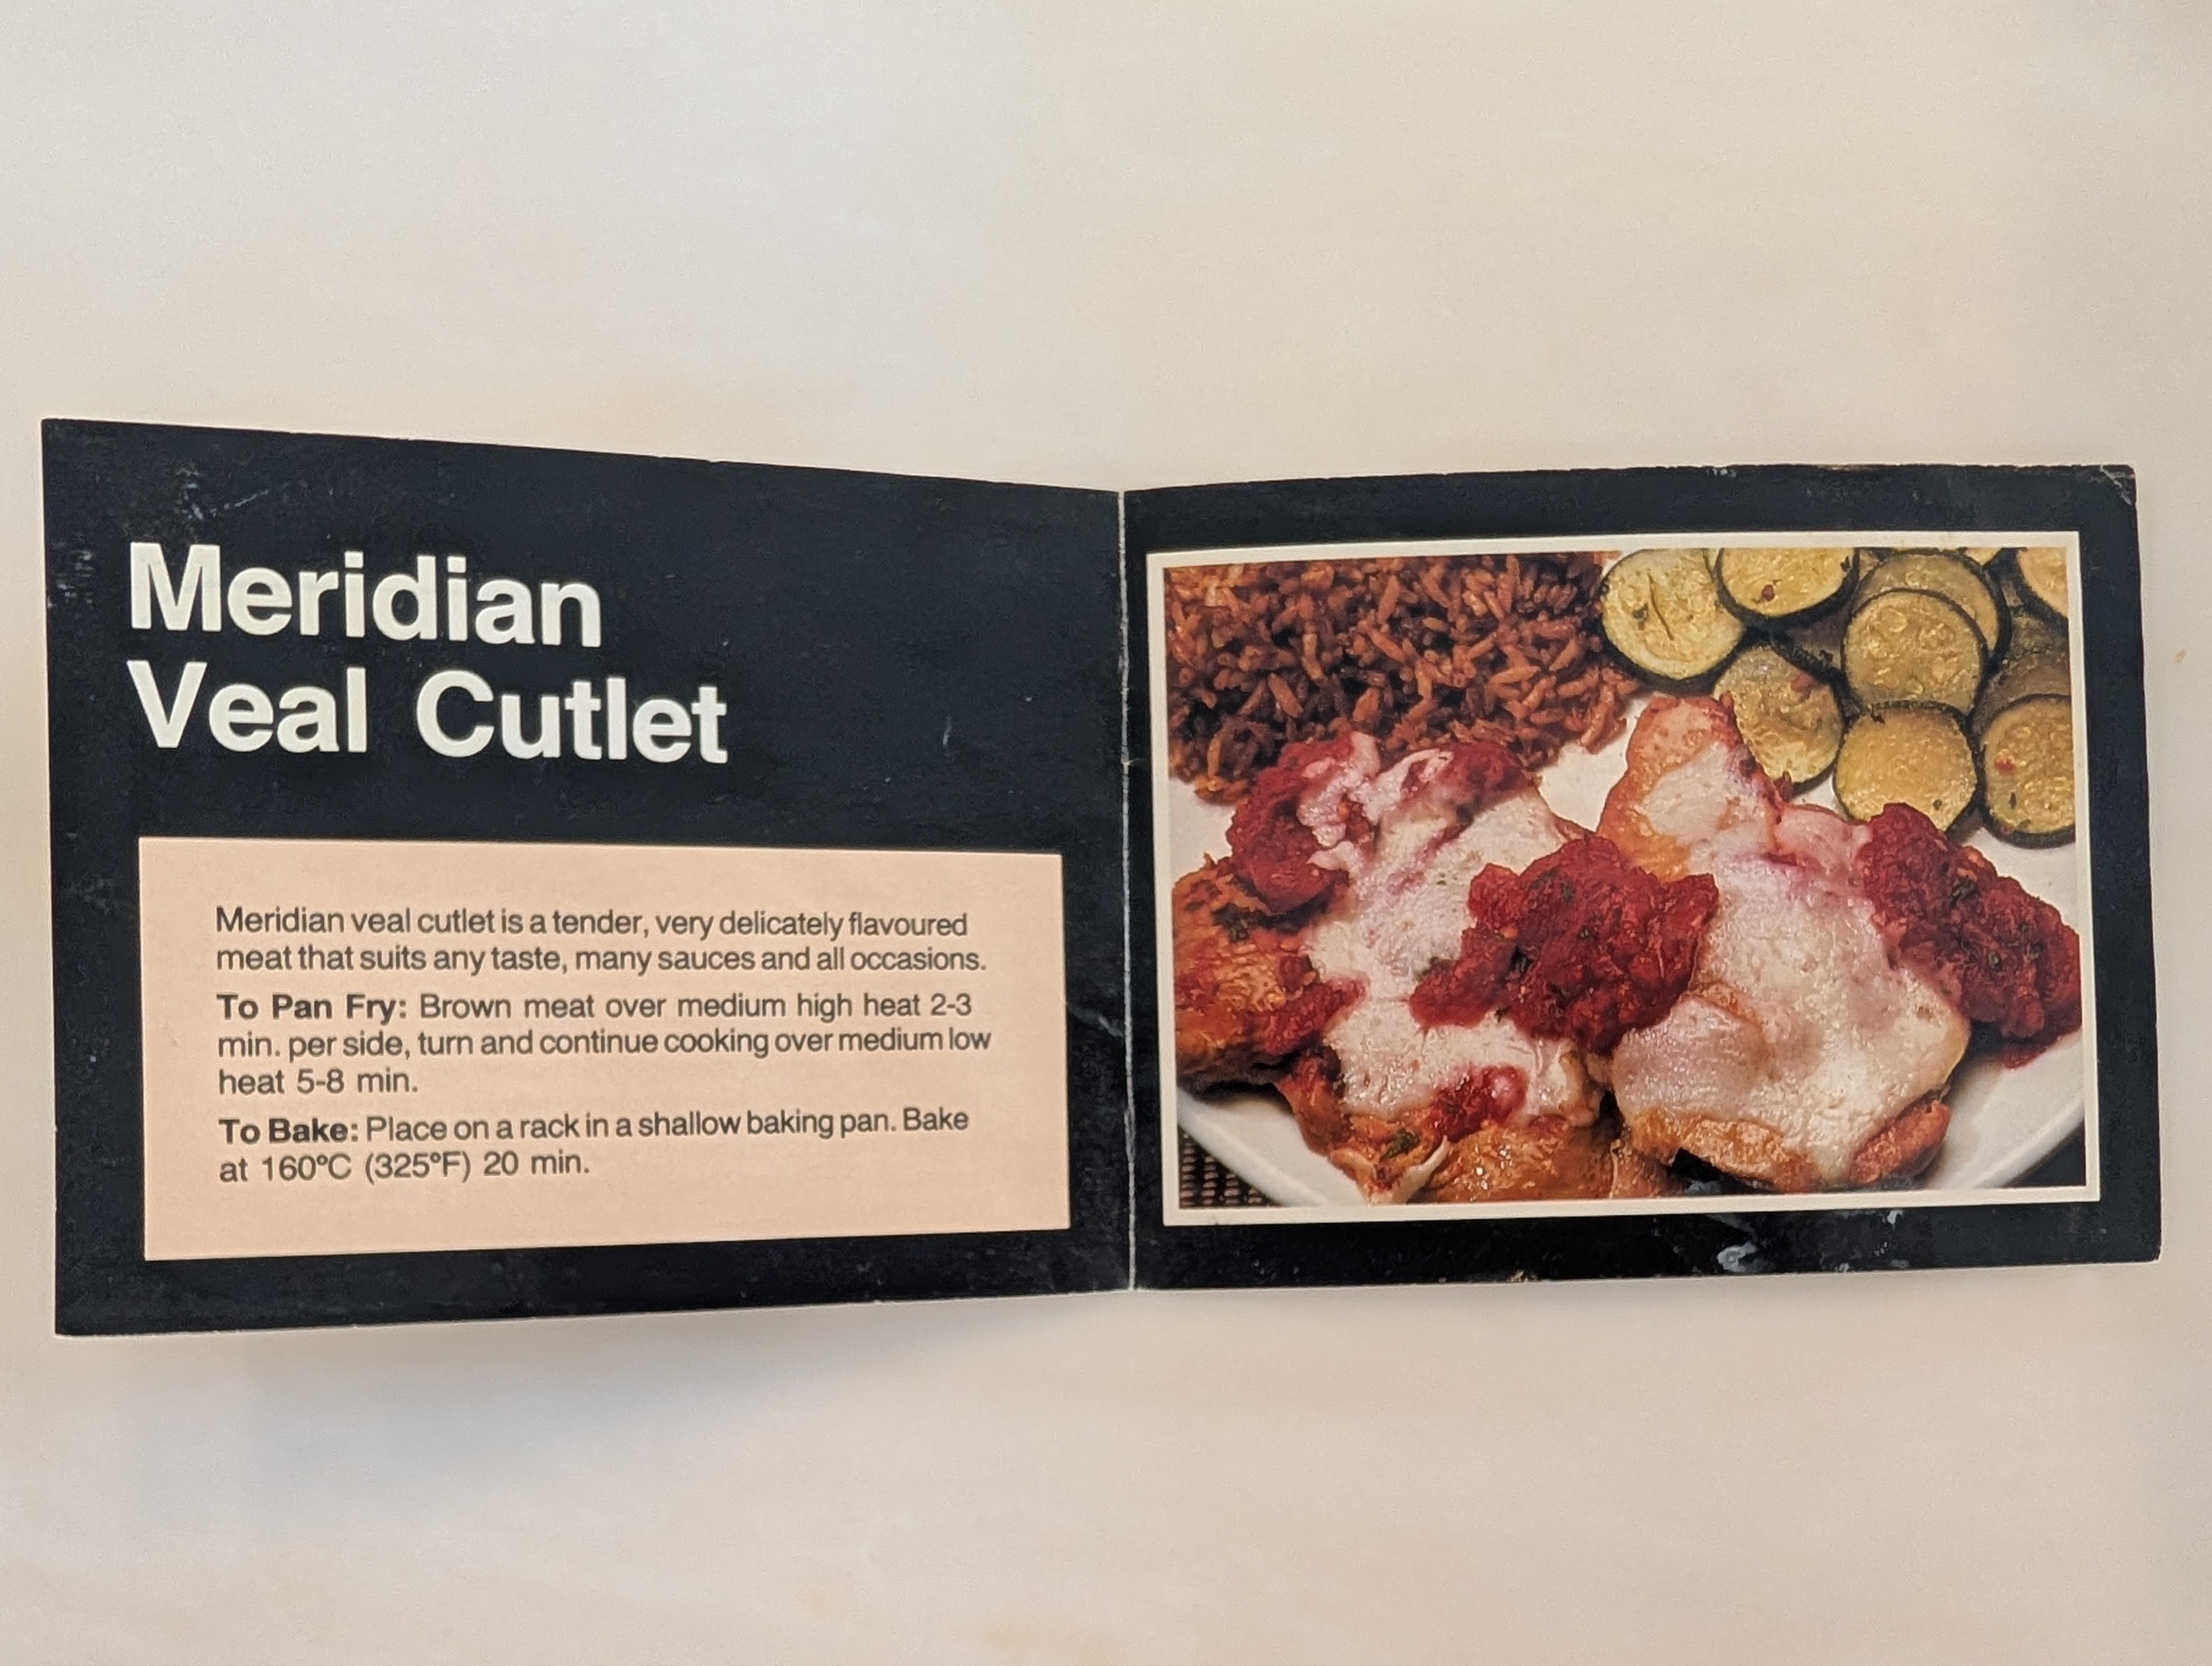 Meridian
Veal Cutlet
Meridian veal cutlet is a tender, very delicately flavoured
meat that suits any taste, many sauces and all occasions.
To Pan Fry: Brown meat over medium high heat 2-3
min. per side, turn and continue cooking over medium low
heat 5-8 min.
To Bake: Place on a rack in a shallow baking pan. Bake
at 160°C (325°F) 20 min.